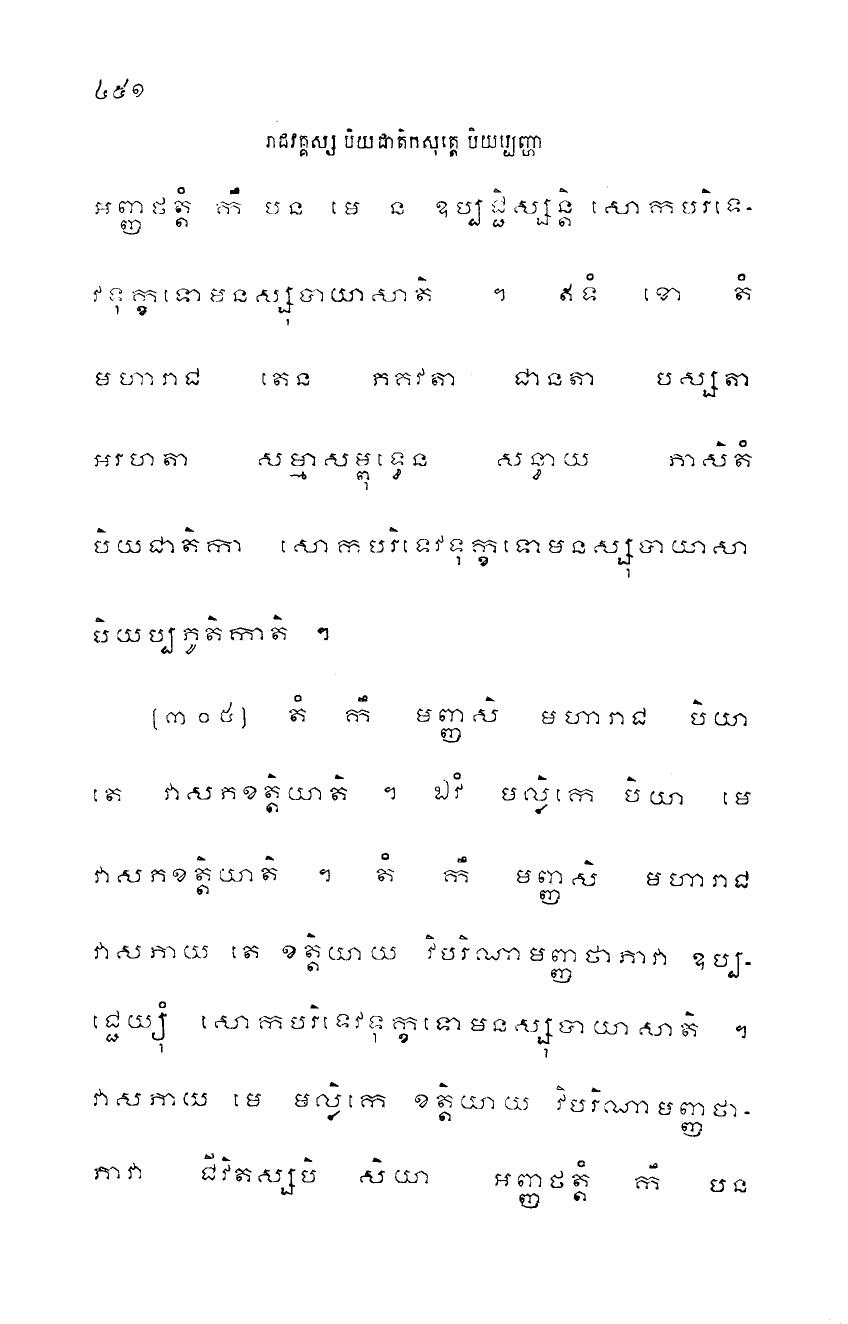 ៤៥១
រាជវគ្គស្ស បិយជាតិកសុត្តេ បិយប្បញ្ហា
អញ្ញថត្តំ កឹ បន មេ ន ឧប្បជ្ជិស្សន្តិ សោកបរិទេ-
វទុក្ខទោមនស្សុបាយាសាតិ ។ ឥទំ ខោ តំ
មហារាជ តេន ភគវតា ជានតា បស្សតា
អរហតា សម្មាសម្ពុទ្ធេន សន្ធាយ ភាសិតំ
បិយជាតិកា សោកបរិទេវទុក្ខទោមនស្សុបាយាសា
បិយប្បភូតិកាតិ ។
[៣០៥] តំ កឹ មញ្ញសិ មហារាជ បិយា
តេ វាសភខត្តិយាតិ ។ ឯវំ មល្លិកេ បិយា មេ
វាសភខត្តិយាតិ ។ តំ កឹ មញ្ញសិ មហារាជ
វាសភាយ តេ ខត្តិយាយ វិបរិណាមញ្ញថាភាវា ឧប្ប-
ជ្ជេយ្យុំ សោកបរិទេវទុក្ខទោមនស្សុបាយាសាតិ ។
វាសភាយ មេ មល្លិកេ ខត្តិយាយ វិបរិណាមញ្ញថា-
ភាវា ជីវិតស្សបិ សិយា អញ្ញថត្តំ កឹ បន